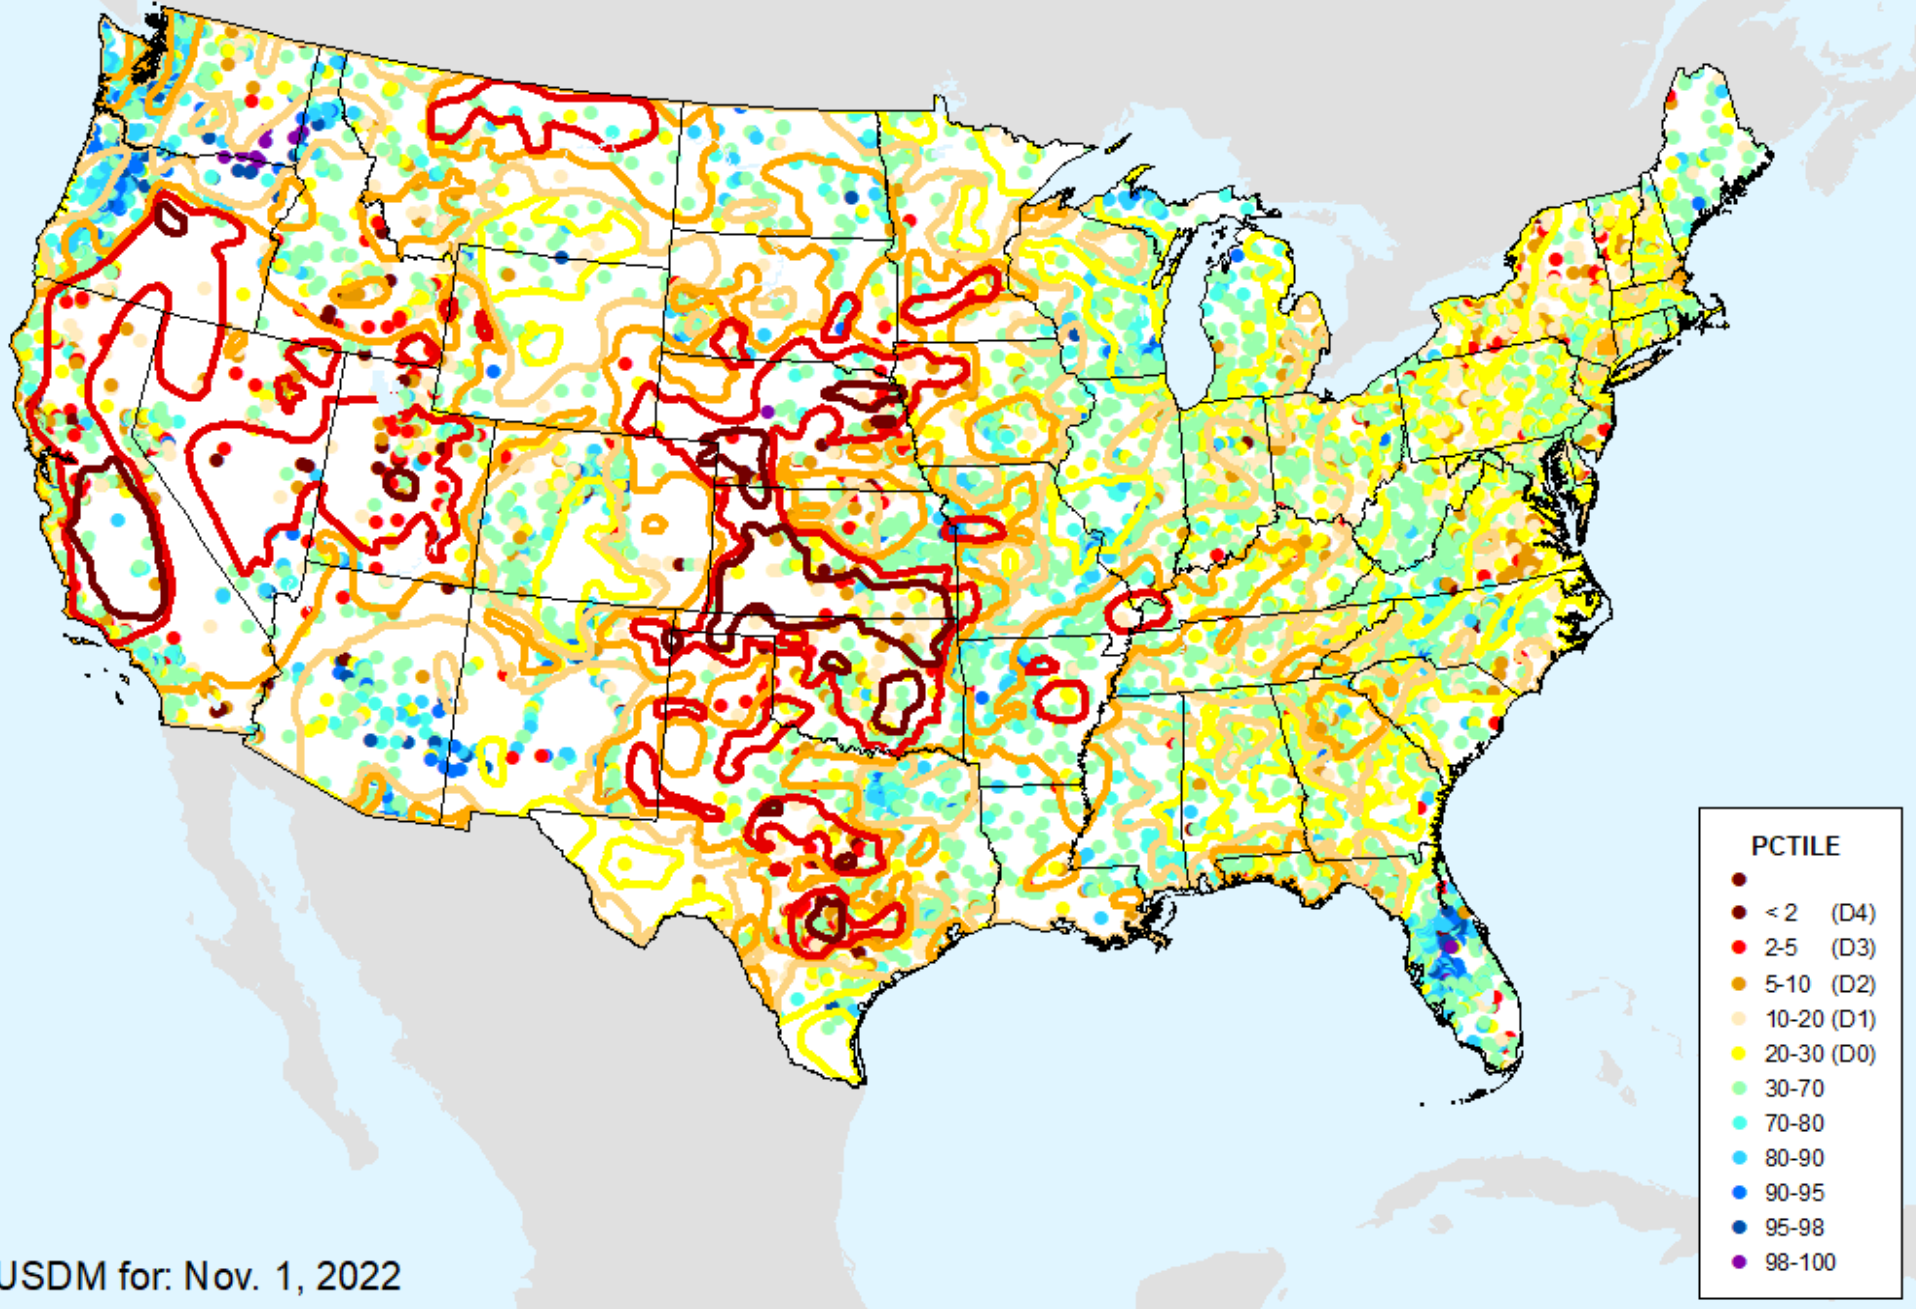 PCTILE
< 2 (D4)
2-5 (D3)
5-10 (D2)
10-20 (D1)
20-30 (D0)
30-70
70-80
80-90
90-95
95-98
98-100
USDM for: Nov. 1, 2022